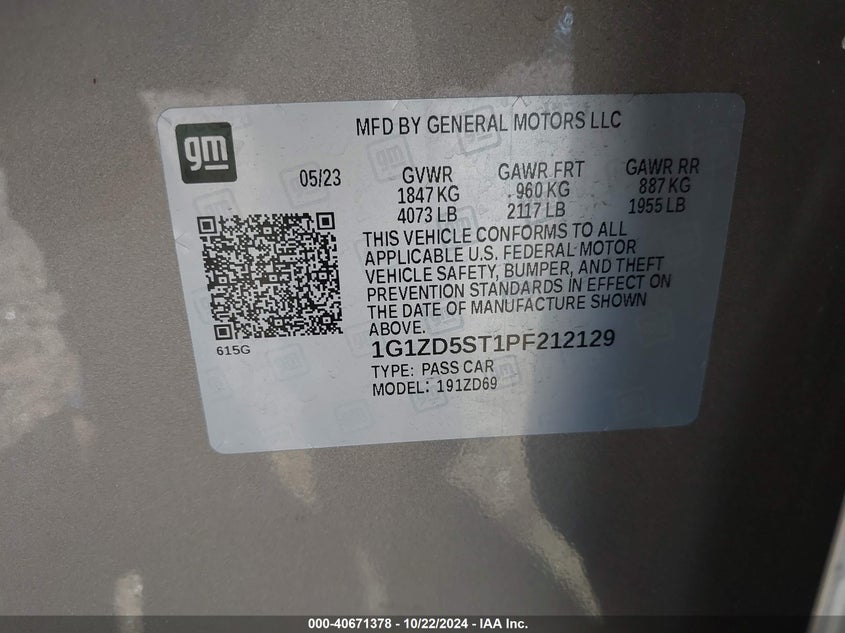 gm
MFD BY GENERAL MOTORS LLC
05/23
GVWR
1847 KG
4073 LB
GAWR FRT
960 KG
2117 LB
GAWR RR
887 KG
1955 LB
THIS VEHICLE CONFORMS TO ALL
APPLICABLE U.S. FEDERAL MOTOR
VEHICLE SAFETY, BUMPER, AND THEFT
PREVENTION STANDARDS IN EFFECT ON
THE DATE OF MANUFACTURE SHOWN
ABOVE.
615G
1G1ZD5ST1PF212129
TYPE: PASS CAR
MODEL: 191ZD69
000-40671378 - 10/22/2024 - IAA Inc.